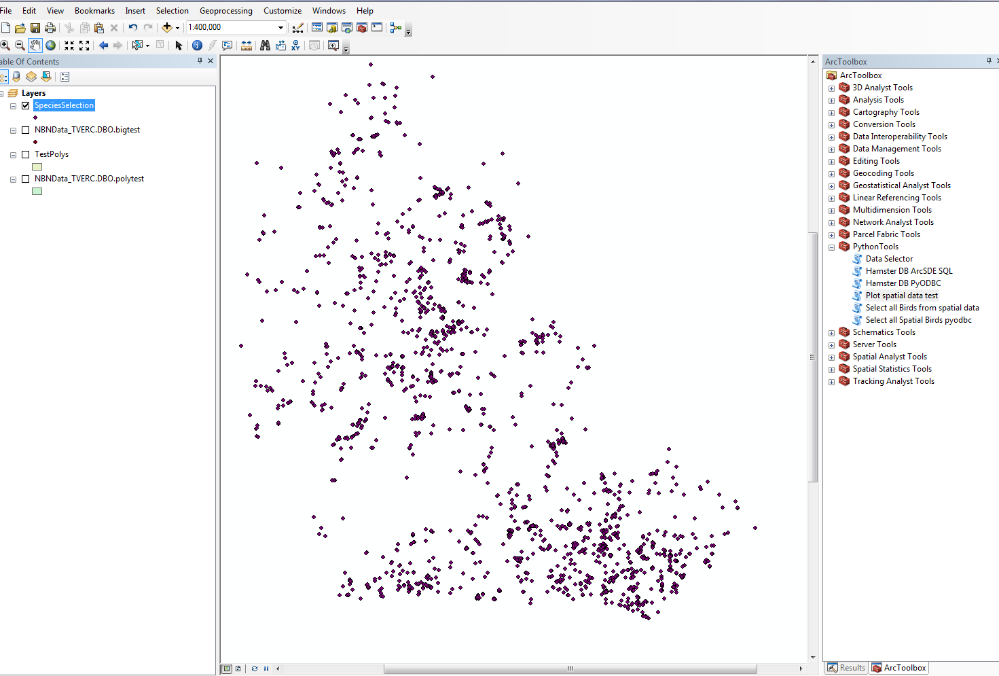 File Edit View Bookmarks Insert Selection Geoprocessing Customize Windows Help
1:400,000
XY
able Of Contents
Layers
SpeciesSelection
NBNData_TVERC.DBO.bigtest
TestPolys
NBNData_TVERC.DBO.polytest
ArcToolbox
ArcToolbox
3D Analyst Tools
Analysis Tools
Cartography Tools
Conversion Tools
Data Interoperability Tools
Data Management Tools
Editing Tools
Geocoding Tools
Geostatistical Analyst Tools
Linear Referencing Tools
Multidimension Tools
Network Analyst Tools
Parcel Fabric Tools
PythonTools
Data Selector
Hamster DB ArcSDE SQL
Hamster DB PyODBC
Plot spatial data test
Select all Birds from spatial data
Select all Spatial Birds pyodbc
Schematics Tools
Server Tools
Spatial Analyst Tools
Spatial Statistics Tools
Tracking Analyst Tools
Results ArcToolbox